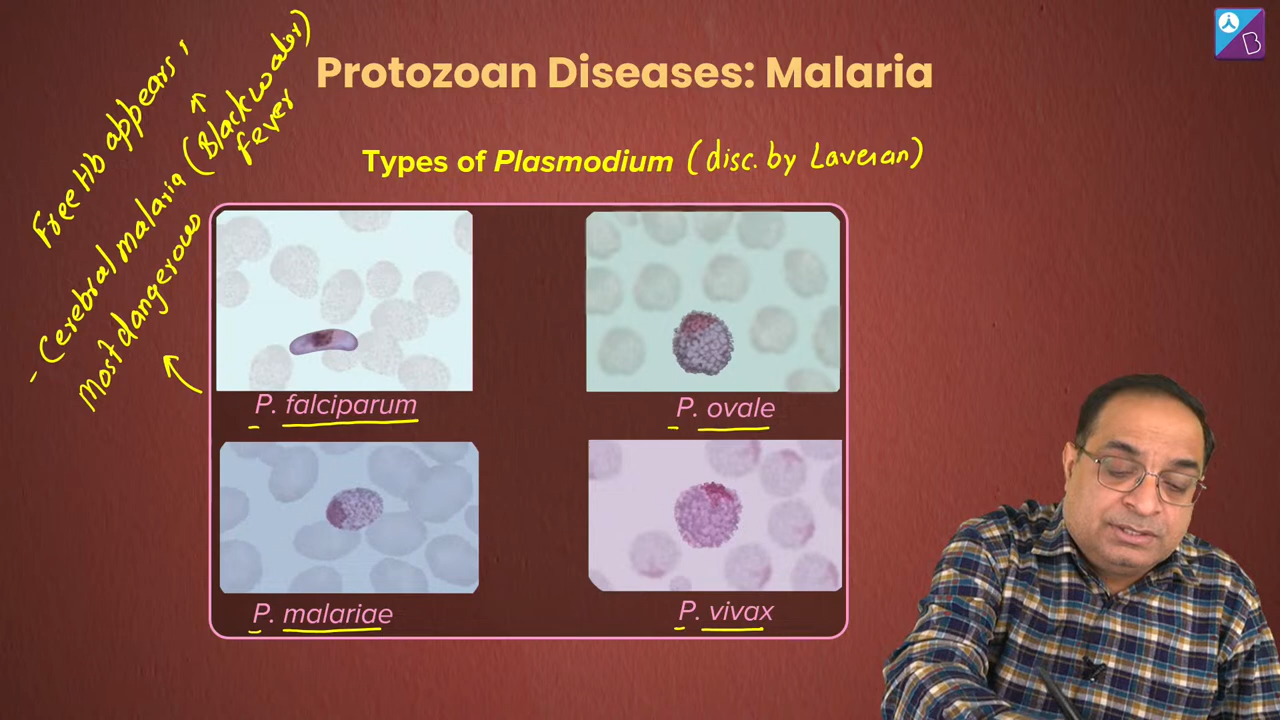 Protozoan Diseases: Malaria
Types of Plasmodium (disc. by Laveran)
Free Hb appears
- Cerebral malaria (Blackwater)
fever
Most dangerous
P. falciparum
P. ovale
P. malariae
P. vivax
B